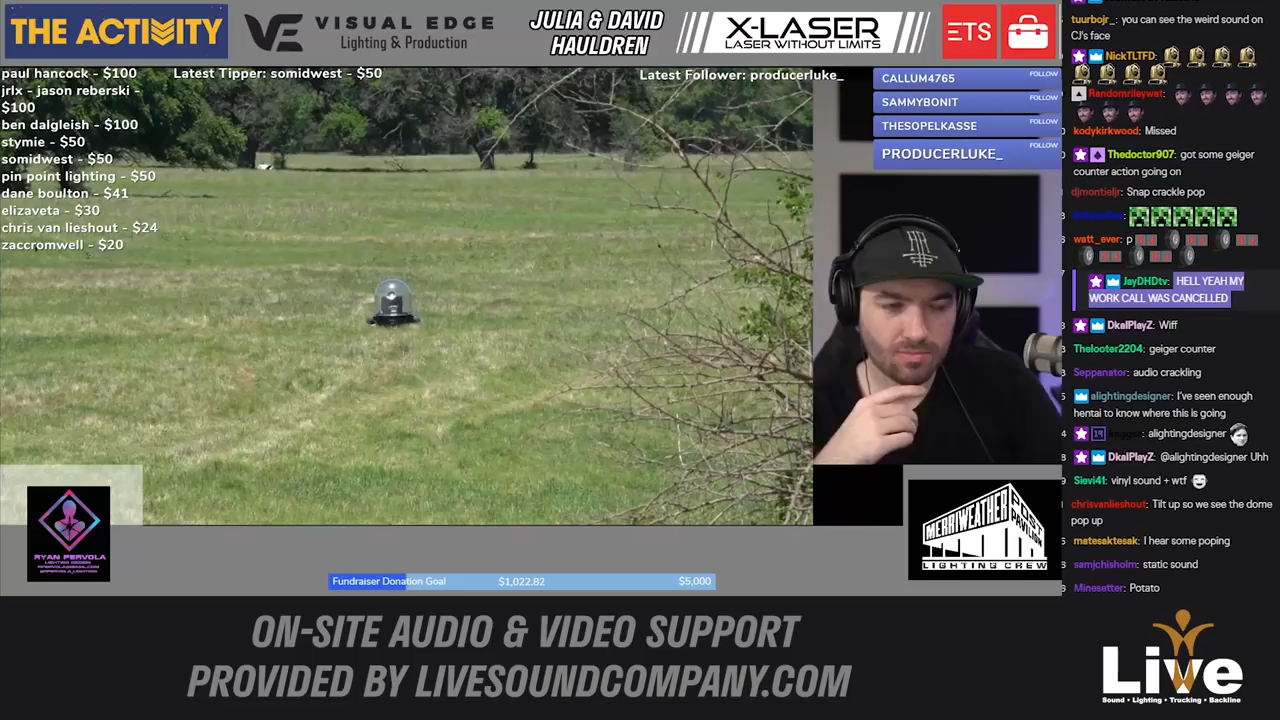 THE ACTIVITY
VE VISUAL EDGE
Lighting & Production
JULIA & DAVID
HAULDREN
X-LASER
LASER WITHOUT LIMITS
ETS
paul hancock - $100
jrlx - jason reberski -
$100
ben dalgleish - $100
stymie - $50
somidwest - $50
pin point lighting - $50
dane boulton - $41
elizaveta - $30
chris van lieshout - $24
zaccromwell - $20
Latest Tipper: somidwest - $50
Latest Follower: producerluke_
CALLUM4765 FOLLOW
SAMMYBONIT FOLLOW
THESOPELKASSE FOLLOW
PRODUCERLUKE_ FOLLOW
tuurbojr_: you can see the weird sound on
CJ's face
NickTLTFD:
Randomrileywat:
kodykirkwood: Missed
Thedoctor907: got some geiger
counter action going on
djmontieljr: Snap crackle pop
watt_ever: p
JayDHDtv: HELL YEAH MY
WORK CALL WAS CANCELLED
DkalPlayZ: Wiff
Thelooter2204: geiger counter
Seppanator: audio crackling
alightingdesigner: I've seen enough
hentai to know where this is going
alightingdesigner
DkalPlayZ: @alightingdesigner Uhh
Sievi41: vinyl sound + wtf
chrisvanlieshout: Tilt up so we see the dome
pop up
matesaktesak: I hear some poping
samjchisholm: static sound
Minesetter: Potato
RYAN PERVOLA
LIGHTING DESIGN
MERRIWEATHER
POST
PAVILION
LIGHTING CREW
Fundraiser Donation Goal $1,022.82 $5,000
ON-SITE AUDIO & VIDEO SUPPORT
PROVIDED BY LIVESOUNDCOMPANY.COM
Live
Sound • Lighting • Trucking • Backline